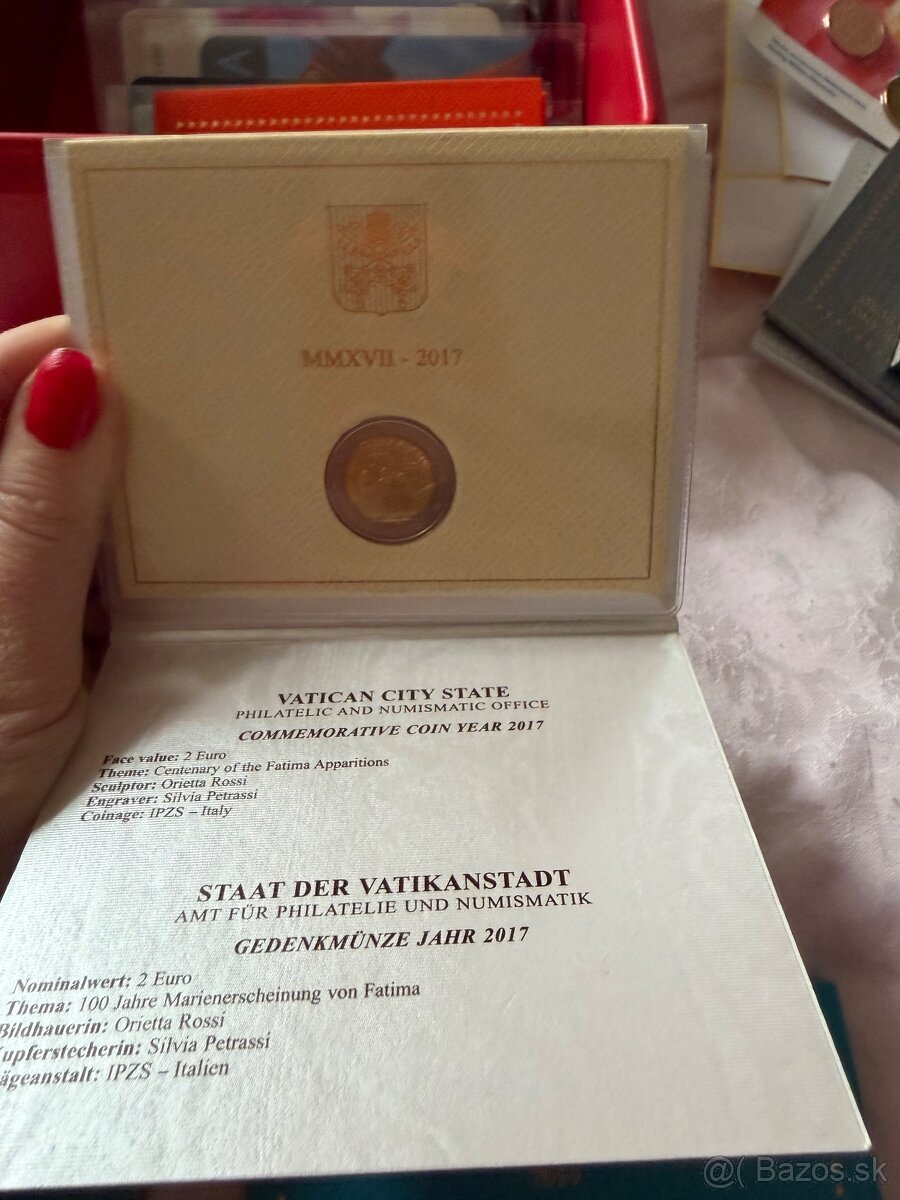 MMXVII - 2017
VATICAN CITY STATE
PHILATELIC AND NUMISMATIC OFFICE
COMMEMORATIVE COIN YEAR 2017
Face value: 2 Euro
Theme: Centenary of the Fatima Apparitions
Sculptor: Orietta Rossi
Engraver: Silvia Petrassi
Coinage: IPZS – Italy
STAAT DER VATIKANSTADT
AMT FÜR PHILATELIE UND NUMISMATIK
GEDENKMÜNZE JAHR 2017
Nominalwert: 2 Euro
Thema: 100 Jahre Marienerscheinung von Fatima
Bildhauerin: Orietta Rossi
upferstecherin: Silvia Petrassi
ägeanstalt: IPZS – Italien
@( Bazos.sk